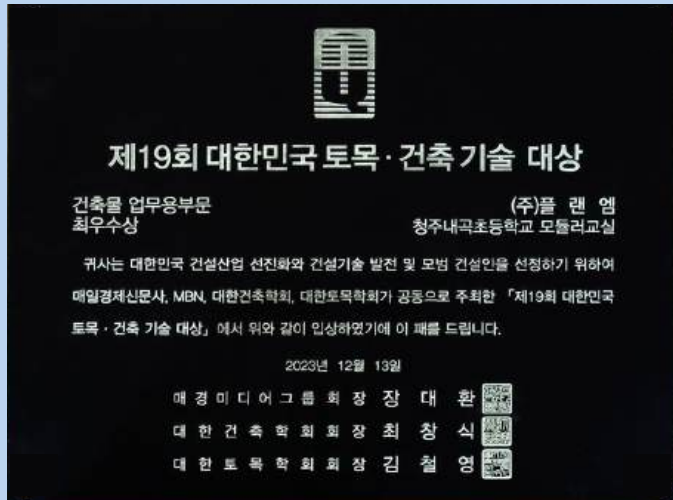 제19회 대한민국 토목 · 건축 기술 대상
건축물 업무용부문
최우수상
(주)플 랜 엠
청주내곡초등학교 모듈러교실
귀사는 대한민국 건설산업 선진화와 건설기술 발전 및 모범 건설인을 선정하기 위하여
매일경제신문사, MBN, 대한건축학회, 대한토목학회가 공동으로 주최한 「제19회 대한민국
토목 · 건축 기술 대상」에서 위와 같이 입상하였기에 이 패를 드립니다.
2023년 12월 13일
매경미디어그룹회장 장 대 환
대한건축학회회장 최 창 식
대한토목학회회장 김 철 영